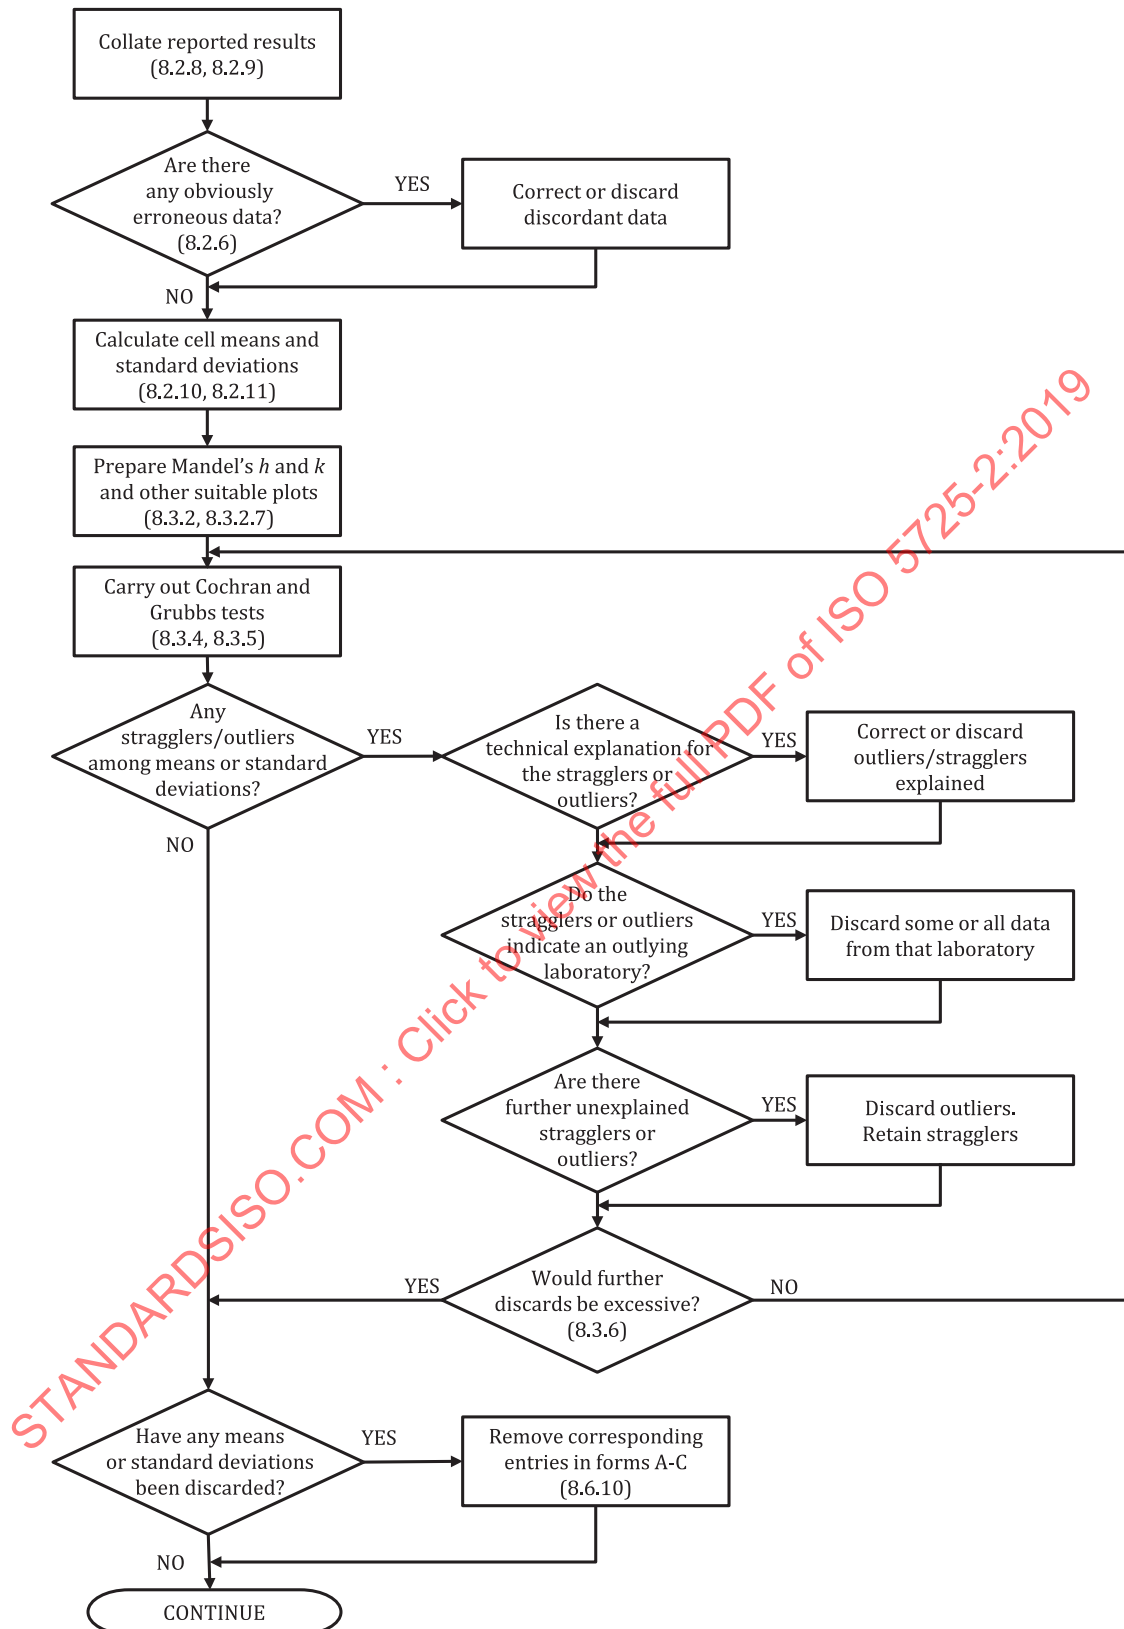 Collate reported results
(8.2.8, 8.2.9)
Are there
any obviously
erroneous data?
(8.2.6)
YES
Correct or discard
discordant data
NO
Calculate cell means and
standard deviations
(8.2.10, 8.2.11)
Prepare Mandel's h and k
and other suitable plots
(8.3.2, 8.3.2.7)
Carry out Cochran and
Grubbs tests
(8.3.4, 8.3.5)
Any
stragglers/outliers
among means or standard
deviations?
YES
Is there a
technical explanation for
the stragglers or
outliers?
YES
Correct or discard
outliers/stragglers
explained
NO
Do the
stragglers or outliers
indicate an outlying
laboratory?
YES
Discard some or all data
from that laboratory
Are there
further unexplained
stragglers or
outliers?
YES
Discard outliers.
Retain stragglers
Would further
discards be excessive?
(8.3.6)
YES
NO
Have any means
or standard deviations
been discarded?
YES
Remove corresponding
entries in forms A-C
(8.6.10)
NO
CONTINUE
STANDARDSISO.COM : Click to view the full PDF of ISO 5725-2:2019